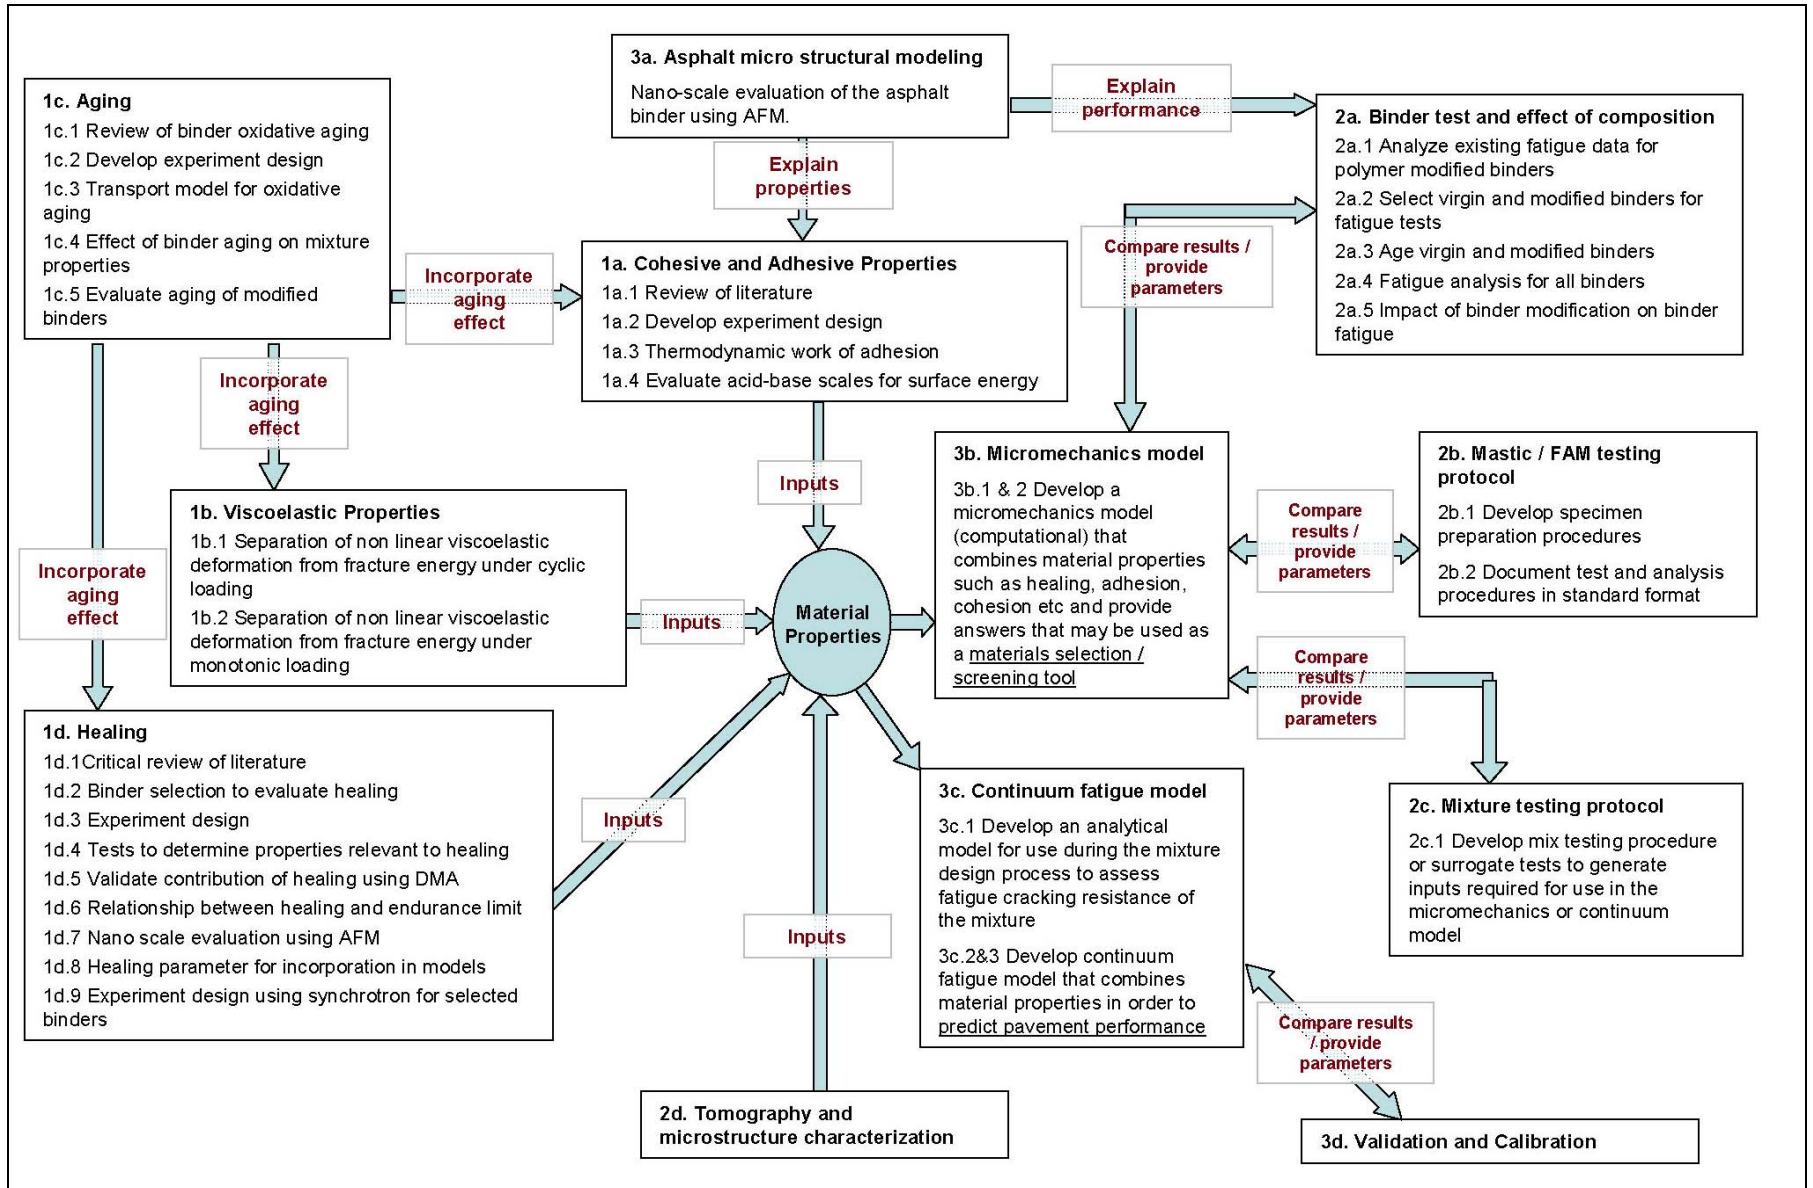 3a. Asphalt micro structural modeling
Nano-scale evaluation of the asphalt
binder using AFM.
Explain
performance
Explain
properties
1c. Aging
1c.1 Review of binder oxidative aging
1c.2 Develop experiment design
1c.3 Transport model for oxidative
aging
1c.4 Effect of binder aging on mixture
properties
1c.5 Evaluate aging of modified
binders
Incorporate
aging
effect
1a. Cohesive and Adhesive Properties
1a.1 Review of literature
1a.2 Develop experiment design
1a.3 Thermodynamic work of adhesion
1a.4 Evaluate acid-base scales for surface energy
2a. Binder test and effect of composition
2a.1 Analyze existing fatigue data for
polymer modified binders
2a.2 Select virgin and modified binders for
fatigue tests
2a.3 Age virgin and modified binders
2a.4 Fatigue analysis for all binders
2a.5 Impact of binder modification on binder
fatigue
Compare results /
provide
parameters
Incorporate
aging
effect
Incorporate
aging
effect
1b. Viscoelastic Properties
1b.1 Separation of non linear viscoelastic
deformation from fracture energy under cyclic
loading
1b.2 Separation of non linear viscoelastic
deformation from fracture energy under
monotonic loading
Inputs
Inputs
Material
Properties
3b. Micromechanics model
3b.1 & 2 Develop a
micromechanics model
(computational) that
combines material properties
such as healing, adhesion,
cohesion etc and provide
answers that may be used as
a materials selection /
screening tool
Compare
results /
provide
parameters
2b. Mastic / FAM testing
protocol
2b.1 Develop specimen
preparation procedures
2b.2 Document test and analysis
procedures in standard format
Compare
results /
provide
parameters
1d. Healing
1d.1Critical review of literature
1d.2 Binder selection to evaluate healing
1d.3 Experiment design
1d.4 Tests to determine properties relevant to healing
1d.5 Validate contribution of healing using DMA
1d.6 Relationship between healing and endurance limit
1d.7 Nano scale evaluation using AFM
1d.8 Healing parameter for incorporation in models
1d.9 Experiment design using synchrotron for selected
binders
Inputs
Inputs
3c. Continuum fatigue model
3c.1 Develop an analytical
model for use during the mixture
design process to assess
fatigue cracking resistance of
the mixture
3c.2&3 Develop continuum
fatigue model that combines
material properties in order to
predict pavement performance
2c. Mixture testing protocol
2c.1 Develop mix testing procedure
or surrogate tests to generate
inputs required for use in the
micromechanics or continuum
model
Compare results
/ provide
parameters
2d. Tomography and
microstructure characterization
3d. Validation and Calibration